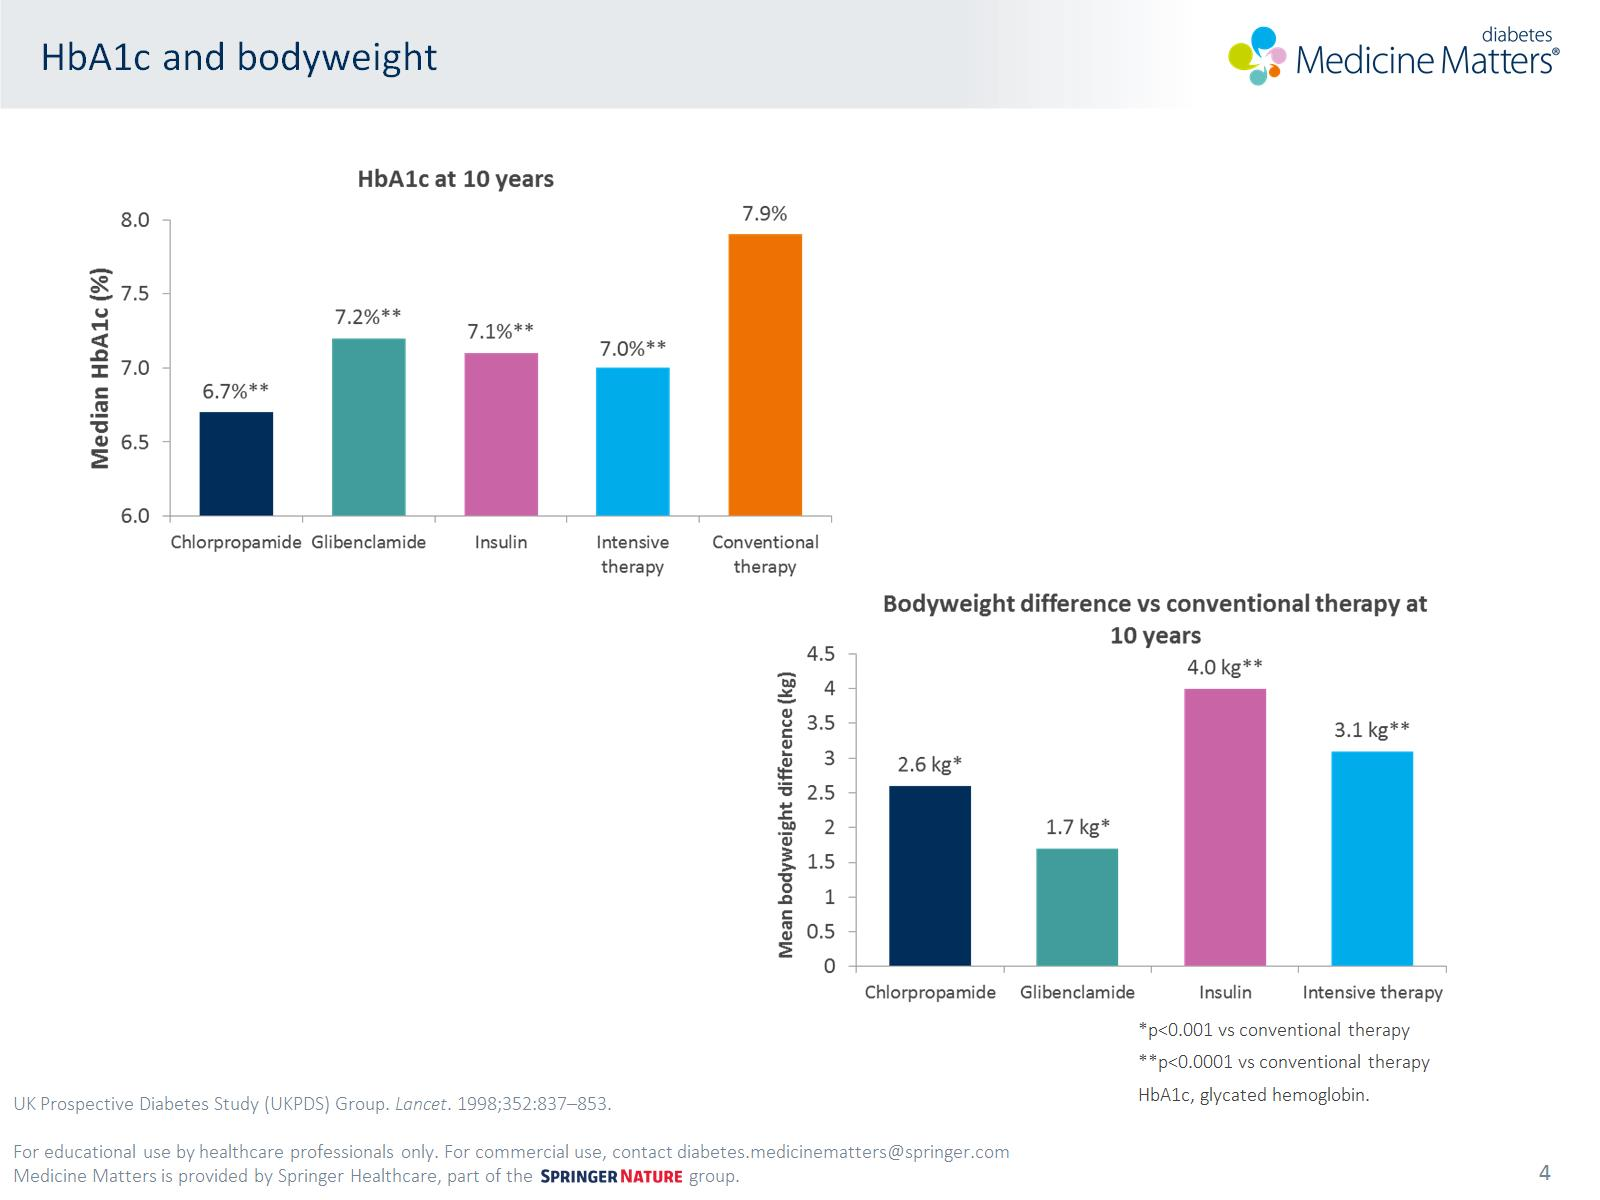 HbA1c and bodyweight
diabetes
Medicine Matters®
HbA1c at 10 years
Median HbA1c (%)
8.0
7.5
7.0
6.5
6.0
6.7%**
7.2%**
7.1%**
7.0%**
7.9%
Chlorpropamide
Glibenclamide
Insulin
Intensive
therapy
Conventional
therapy
Bodyweight difference vs conventional therapy at
10 years
Mean bodyweight difference (kg)
4.5
4
3.5
3
2.5
2
1.5
1
0.5
0
2.6 kg*
1.7 kg*
4.0 kg**
3.1 kg**
Chlorpropamide
Glibenclamide
Insulin
Intensive therapy
*p<0.001 vs conventional therapy
**p<0.0001 vs conventional therapy
HbA1c, glycated hemoglobin.
UK Prospective Diabetes Study (UKPDS) Group. Lancet. 1998;352:837–853.
For educational use by healthcare professionals only. For commercial use, contact diabetes.medicinematters@springer.com
Medicine Matters is provided by Springer Healthcare, part of the SPRINGER NATURE group.
4